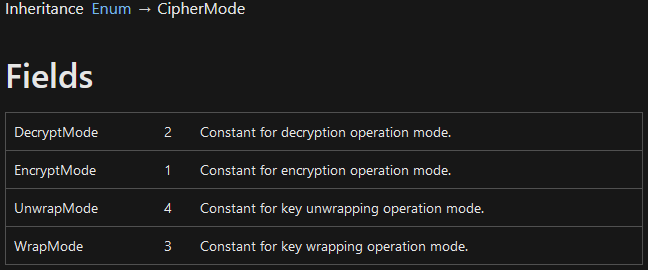 Inheritance Enum → CipherMode
Fields
DecryptMode 2 Constant for decryption operation mode.
EncryptMode 1 Constant for encryption operation mode.
UnwrapMode 4 Constant for key unwrapping operation mode.
WrapMode 3 Constant for key wrapping operation mode.